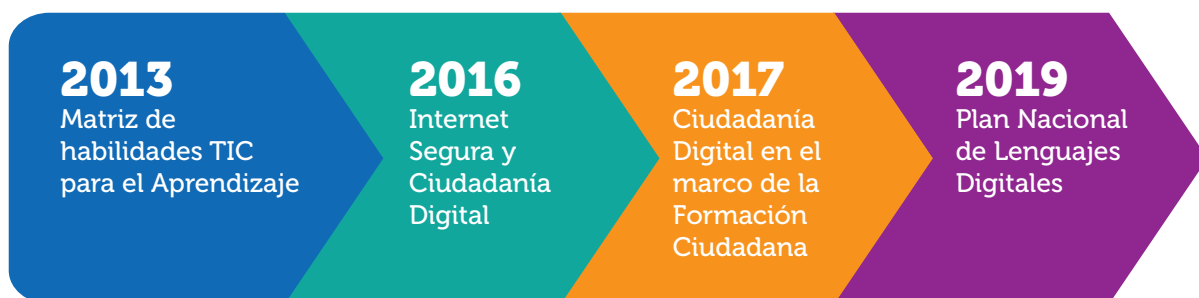 2013
Matriz de
habilidades TIC
para el Aprendizaje
2016
Internet
Segura y
Ciudadanía
Digital
2017
Ciudadanía
Digital en el
marco de la
Formación
Ciudadana
2019
Plan Nacional
de Lenguajes
Digitales